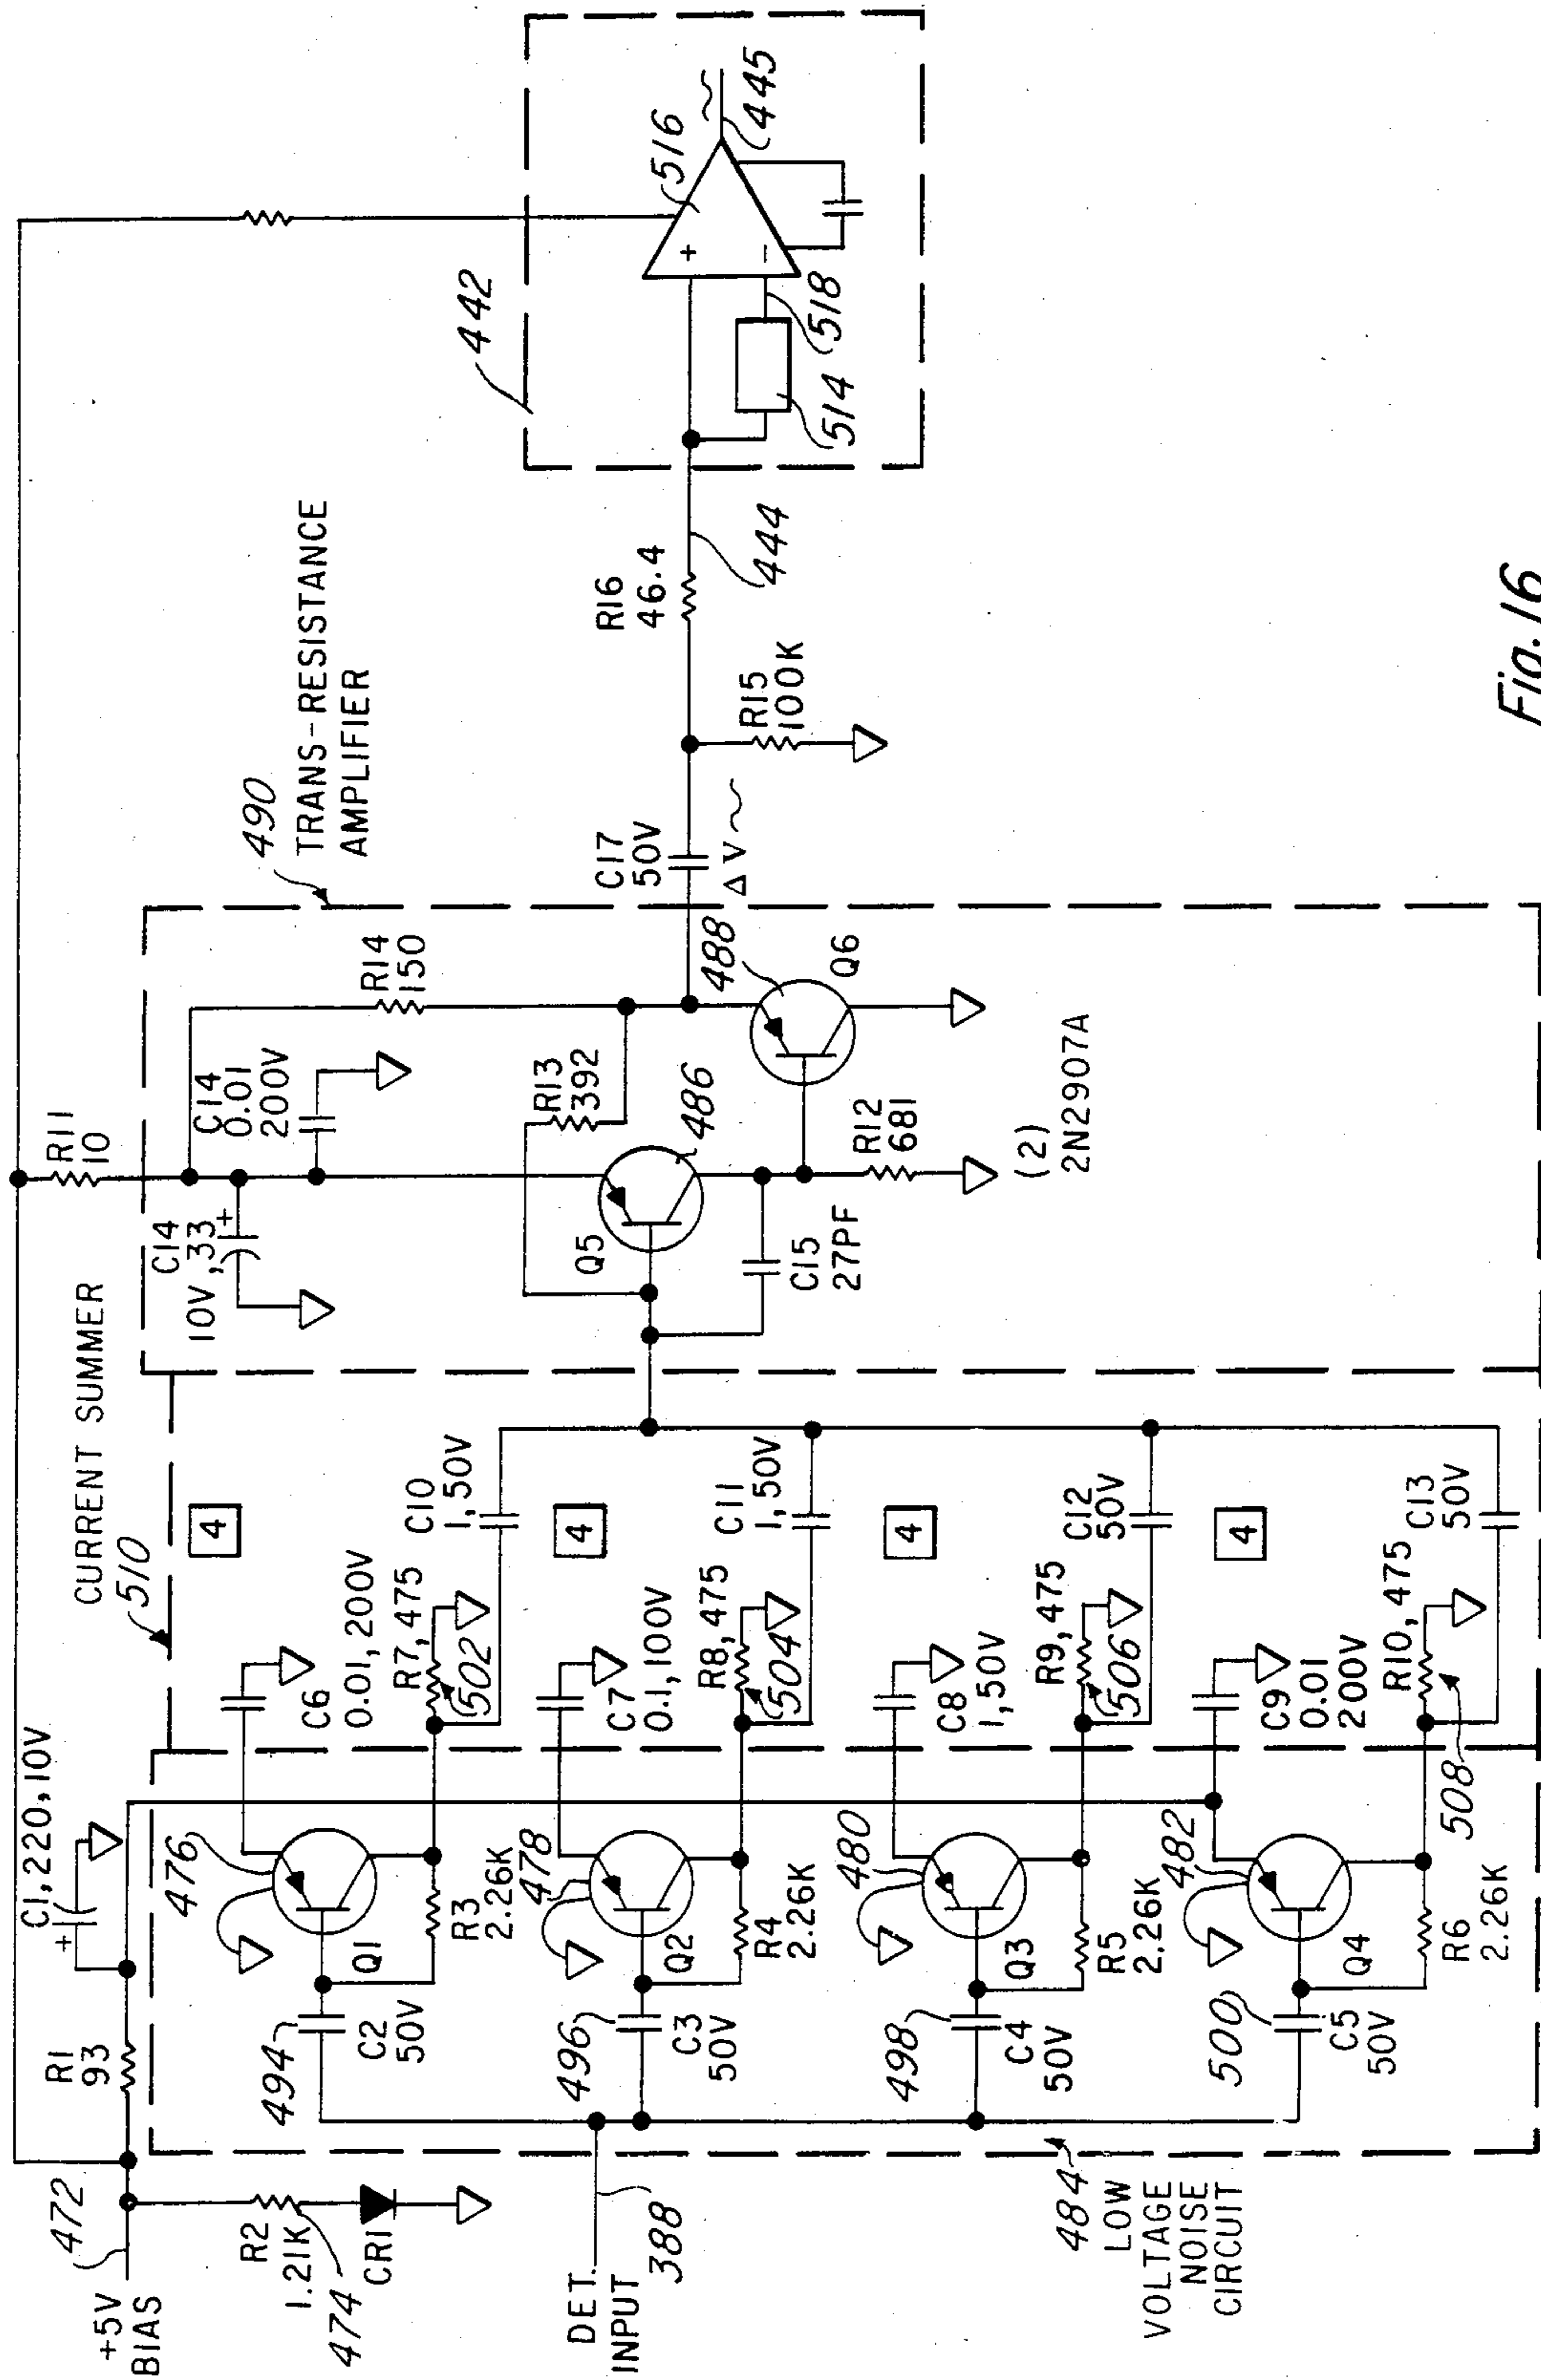 +5V
BIAS
472
R2
1.21K
474
CR1
R1
93
C1,220,10V
DET.
INPUT
388
484
LOW
VOLTAGE
NOISE
CIRCUIT
494
C2
50V
Q1
476
R3
2.26K
496
C3
50V
Q2
478
R4
2.26K
498
C4
50V
Q3
480
R5
2.26K
500
C5
50V
Q4
482
R6
2.26K
CURRENT SUMMER
510
4
C6
0.01,200V
R7,475
502
C10
1,50V
4
C7
0.1,100V
R8,475
504
C11
1,50V
4
C8
1,50V
R9,475
506
C12
50V
4
C9
0.01
200V
R10,475
508
C13
50V
490
TRANS-RESISTANCE
AMPLIFIER
R11
10
C14
10V,33
+
C14
0.01
200V
R14
150
R13
392
486
Q5
C15
27PF
R12
681
488
Q6
(2)
2N2907A
C17
50V
ΔV~
R15
100K
R16
46.4
444
442
514
518
516
+
−
~
445
Fig. 16